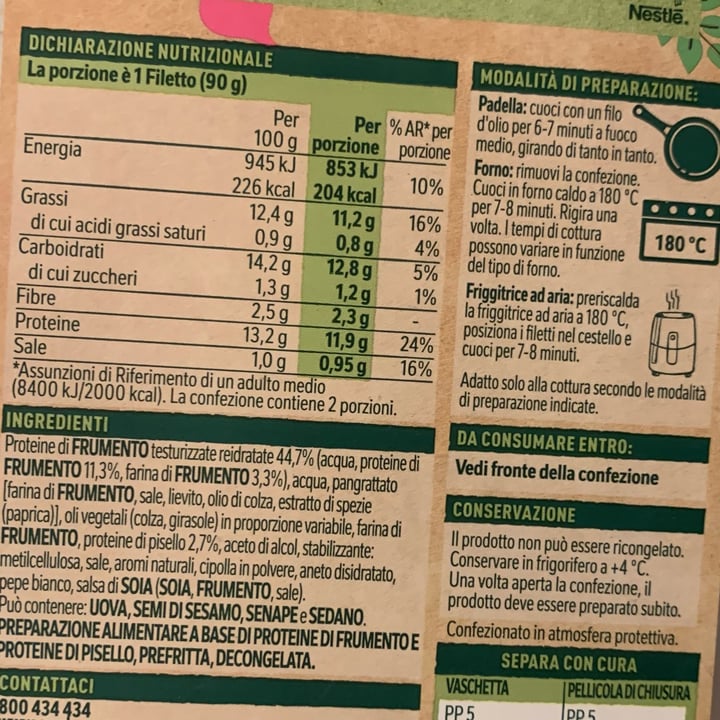 Nestlē.
DICHIARAZIONE NUTRIZIONALE
La porzione è 1 Filetto (90 g)
Per 100 g Per porzione % AR* per porzione
Energia 945 kJ 853 kJ
226 kcal 204 kcal 10%
Grassi 12,4 g 11,2 g 16%
di cui acidi grassi saturi 0,9 g 0,8 g 4%
Carboidrati 14,2 g 12,8 g 5%
di cui zuccheri 1,3 g 1,2 g 1%
Fibre 2,5 g 2,3 g -
Proteine 13,2 g 11,9 g 24%
Sale 1,0 g 0,95 g 16%
*Assunzioni di Riferimento di un adulto medio
(8400 kJ/2000 kcal). La confezione contiene 2 porzioni.
INGREDIENTI
Proteine di FRUMENTO testurizzate reidratate 44,7% (acqua, proteine di
FRUMENTO 11,3%, farina di FRUMENTO 3,3%), acqua, pangrattato
[farina di FRUMENTO, sale, lievito, olio di colza, estratto di spezie
(paprica)], oli vegetali (colza, girasole) in proporzione variabile, farina di
FRUMENTO, proteine di pisello 2,7%, aceto di alcol, stabilizzante:
metilcellulosa, sale, aromi naturali, cipolla in polvere, aneto disidratato,
pepe bianco, salsa di SOIA (SOIA, FRUMENTO, sale).
Può contenere: UOVA, SEMI DI SESAMO, SENAPE e SEDANO.
PREPARAZIONE ALIMENTARE A BASE DI PROTEINE DI FRUMENTO E
PROTEINE DI PISELLO, PREFRITTA, DECONGELATA.
CONTATTACI
800 434 434
MODALITÀ DI PREPARAZIONE:
Padella: cuoci con un filo
d'olio per 6-7 minuti a fuoco
medio, girando di tanto in tanto.
Forno: rimuovi la confezione.
Cuoci in forno caldo a 180 °C
per 7-8 minuti. Rigira una
volta. I tempi di cottura
possono variare in funzione
del tipo di forno.
180 °C
Friggitrice ad aria: preriscalda
la friggitrice ad aria a 180 °C,
posiziona i filetti nel cestello e
cuoci per 7-8 minuti.
Adatto solo alla cottura secondo le modalità
di preparazione indicate.
DA CONSUMARE ENTRO:
Vedi fronte della confezione
CONSERVAZIONE
Il prodotto non può essere ricongelato.
Conservare in frigorifero a +4 °C.
Una volta aperta la confezione, il
prodotto deve essere preparato subito.
Confezionato in atmosfera protettiva.
SEPARA CON CURA
VASCHETTA PELLICOLA DI CHIUSURA
PP 5 PP 5